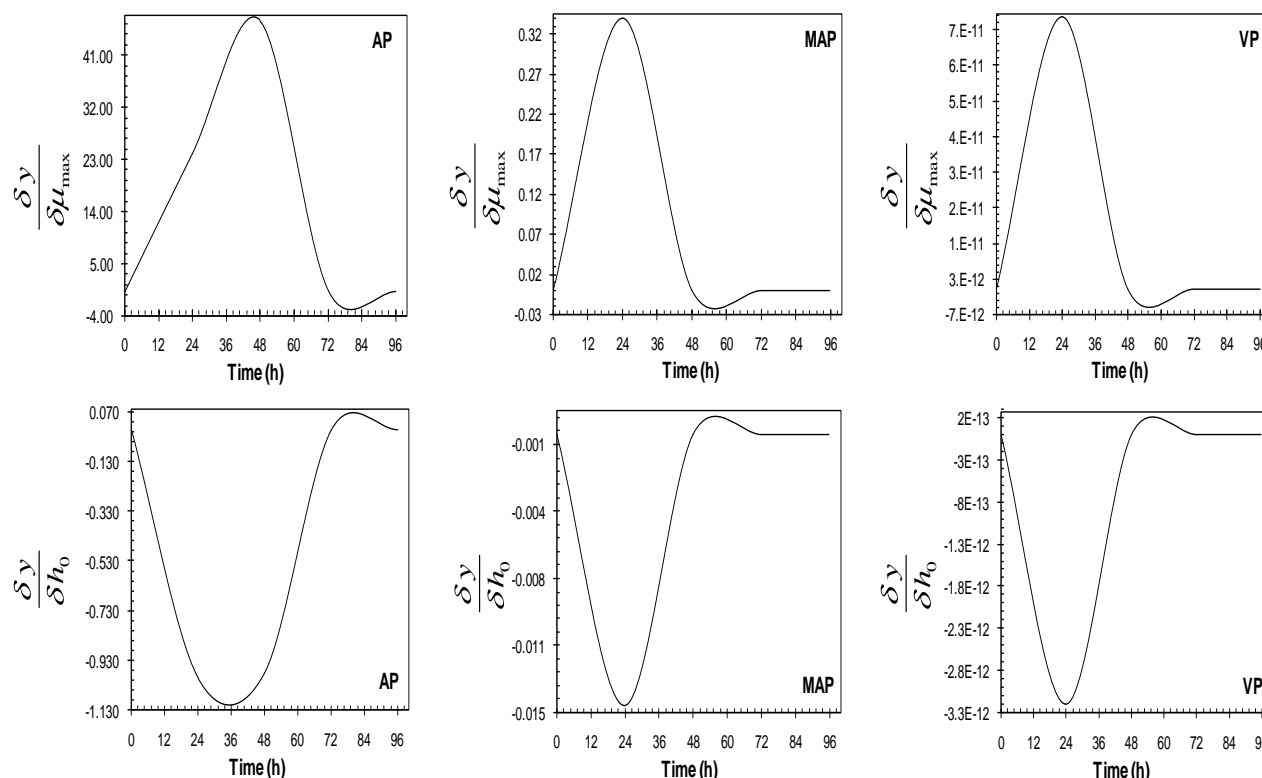 AP
41.00
32.00
23.00
14.00
5.00
-4.00
δy
δμmax
0 12 24 36 48 60 72 84 96
Time (h)
MAP
0.32
0.27
0.22
0.17
0.12
0.07
0.02
-0.03
δy
δμmax
0 12 24 36 48 60 72 84 96
Time (h)
VP
7.E-11
6.E-11
5.E-11
4.E-11
3.E-11
2.E-11
1.E-11
3.E-12
-7.E-12
δy
δμmax
0 12 24 36 48 60 72 84 96
Time (h)
0.070
-0.130
-0.330
-0.530
-0.730
-0.930
-1.130
δy
δh0
AP
0 12 24 36 48 60 72 84 96
Time (h)
-0.001
-0.004
-0.008
-0.011
-0.015
δy
δh0
MAP
0 12 24 36 48 60 72 84 96
Time (h)
2.E-13
-3.E-13
-8.E-13
-1.3E-12
-1.8E-12
-2.3E-12
-2.8E-12
-3.3E-12
δy
δh0
VP
0 12 24 36 48 60 72 84 96
Time (h)